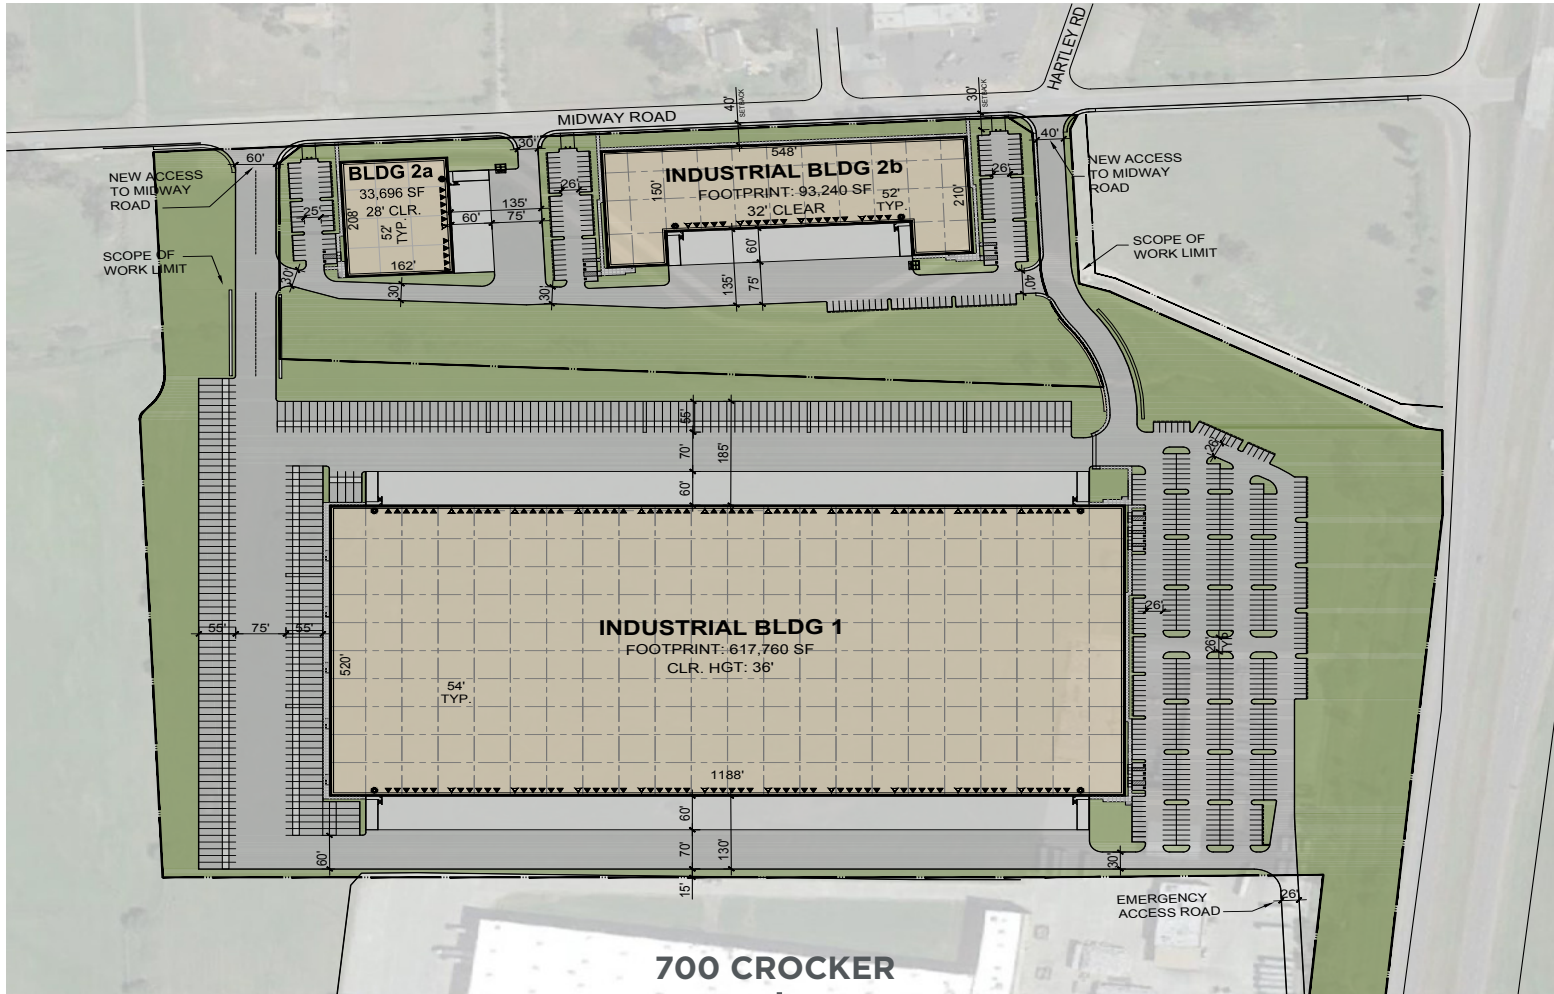 HARTLEY RD
MIDWAY ROAD
40'
SETBACK
30'
SETBACK
NEW ACCESS
TO MIDWAY
ROAD
60'
30'
40'
NEW ACCESS
TO MIDWAY
ROAD
BLDG 2a
33,696 SF
28' CLR.
208'
52'
TYP.
162'
25'
135'
60'
75'
26'
548'
INDUSTRIAL BLDG 2b
FOOTPRINT: 93,240 SF
32' CLEAR
150'
52'
TYP.
210'
26'
SCOPE OF
WORK LIMIT
SCOPE OF
WORK LIMIT
30'
30'
60'
135'
75'
40'
55'
70'
185'
60'
26'
INDUSTRIAL BLDG 1
FOOTPRINT: 617,760 SF
CLR. HGT: 36'
55'
75'
55'
520'
54'
TYP.
26'
26'
TYP.
1188'
60'
60'
70'
130'
30'
15'
EMERGENCY
ACCESS ROAD
26'
700 CROCKER